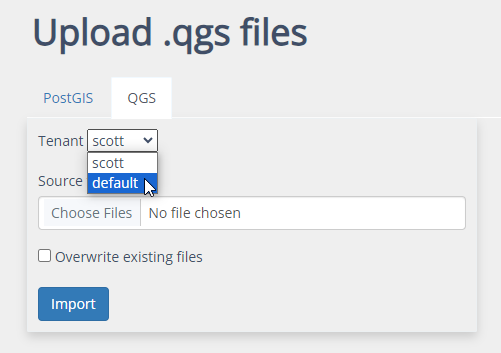 Upload .qgs files
PostGIS QGS
Tenant scott
scott
default
Source
Choose Files No file chosen
Overwrite existing files
Import